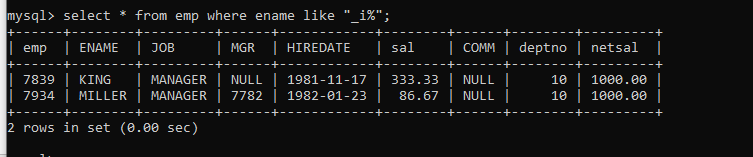 mysql> select * from emp where ename like "_i%";
+------+--------+---------+------+------------+--------+------+--------+---------+
| emp | ENAME | JOB | MGR | HIREDATE | sal | COMM | deptno | netsal |
+------+--------+---------+------+------------+--------+------+--------+---------+
| 7839 | KING | MANAGER | NULL | 1981-11-17 | 333.33 | NULL | 10 | 1000.00 |
| 7934 | MILLER | MANAGER | 7782 | 1982-01-23 | 86.67 | NULL | 10 | 1000.00 |
+------+--------+---------+------+------------+--------+------+--------+---------+
2 rows in set (0.00 sec)